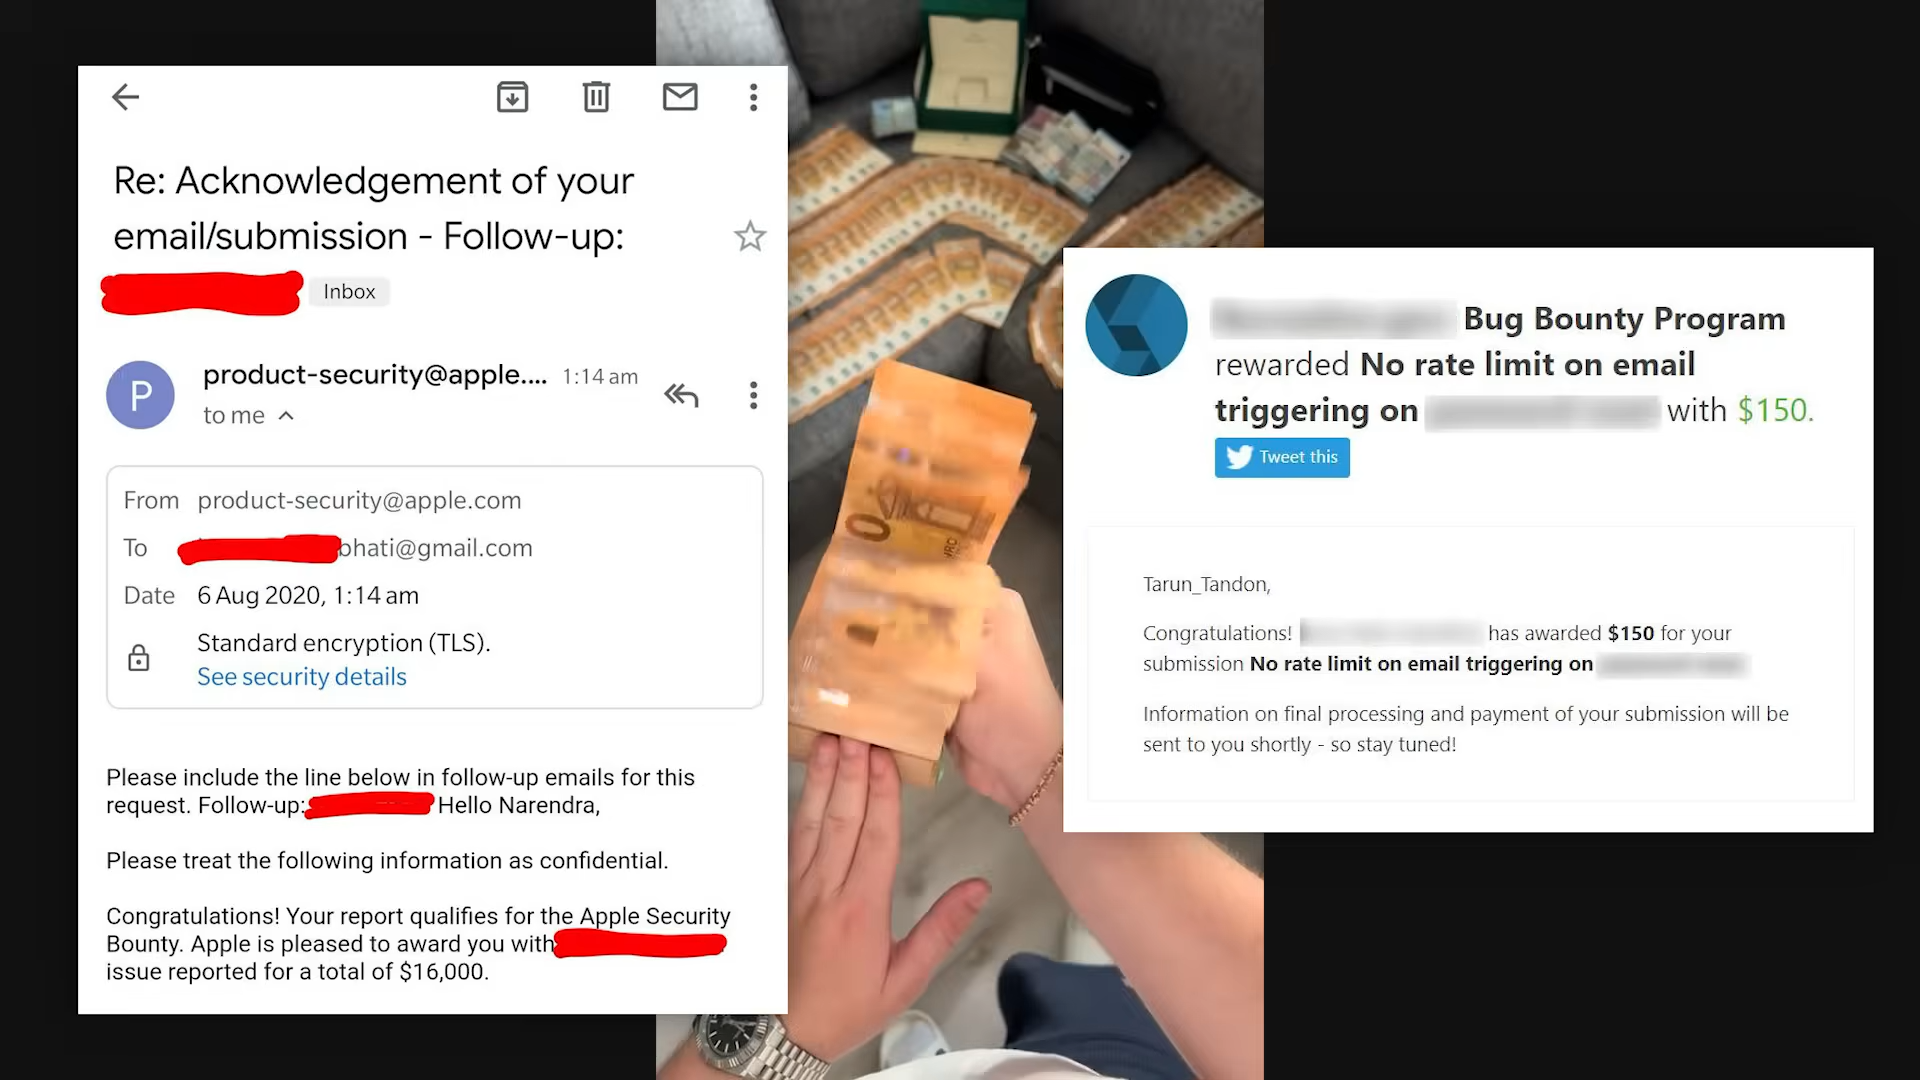 Re: Acknowledgement of your
email/submission - Follow-up:
Inbox
P
product-security@apple.... 1:14 am
to me
From product-security@apple.com
To bhati@gmail.com
Date 6 Aug 2020, 1:14 am
Standard encryption (TLS).
See security details
Please include the line below in follow-up emails for this
request. Follow-up: Hello Narendra,
Please treat the following information as confidential.
Congratulations! Your report qualifies for the Apple Security
Bounty. Apple is pleased to award you with
issue reported for a total of $16,000.
Bug Bounty Program
rewarded No rate limit on email
triggering on with $150.
Tweet this
Tarun_Tandon,
Congratulations! has awarded $150 for your
submission No rate limit on email triggering on
Information on final processing and payment of your submission will be
sent to you shortly - so stay tuned!